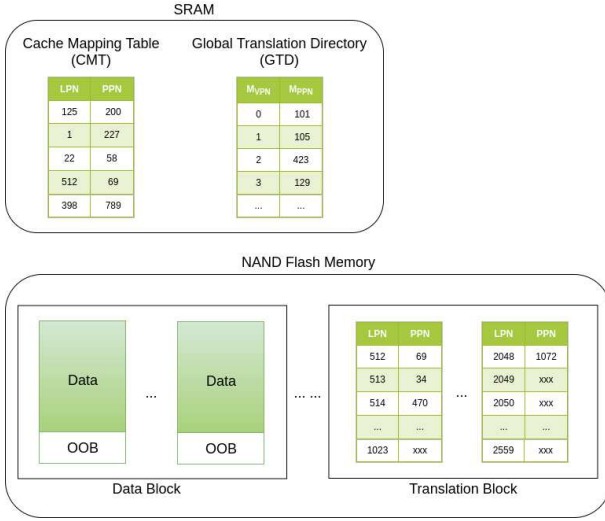 SRAM
Cache Mapping Table
(CMT)
LPN PPN
125 200
1 227
22 58
512 69
398 789
Global Translation Directory
(GTD)
MVPN MPPN
0 101
1 105
2 423
3 129
... ...
NAND Flash Memory
Data
OOB
...
Data
OOB
Data Block
... ...
LPN PPN
512 69
513 34
514 470
... ...
1023 xxx
...
LPN PPN
2048 1072
2049 xxx
2050 xxx
... ...
2559 xxx
Translation Block